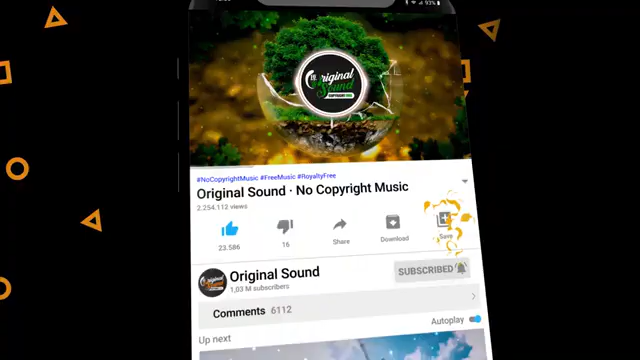 93%
Original
Sound
#NoCopyrightMusic #FreeMusic #RoyaltyFree
Original Sound · No Copyright Music
2.254.112 views
23.586
16
Share
Download
Save
Original Sound
1,03 M subscribers
SUBSCRIBED
Comments 6112
Autoplay
Up next